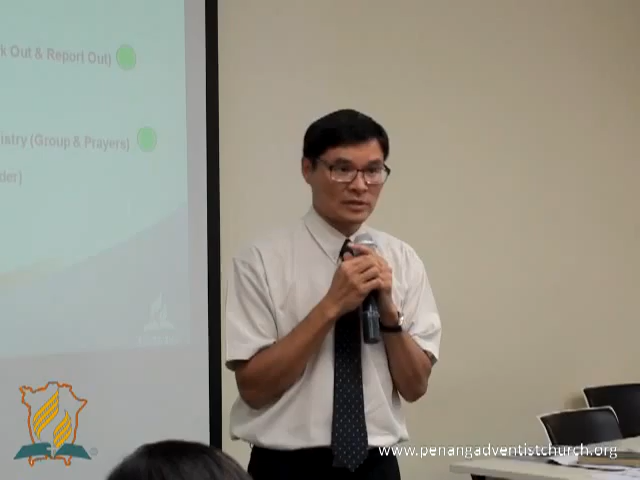 k Out & Report Out)
istry (Group & Prayers)
der)
www.penangadventistchurch.org